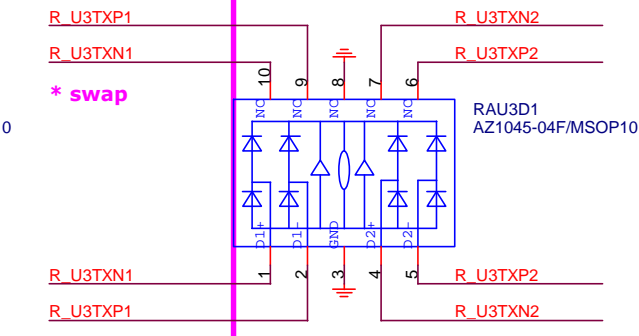 R_U3TXP1
R_U3TXN2
R_U3TXN1
R_U3TXP2
* swap
10
9
8
7
6
NC
NC
NC
NC
NC
RAU3D1
AZ1045-04F/MSOP10
0
D1+
D1-
GND
D2+
D2-
1
2
3
4
5
R_U3TXN1
R_U3TXP2
R_U3TXP1
R_U3TXN2